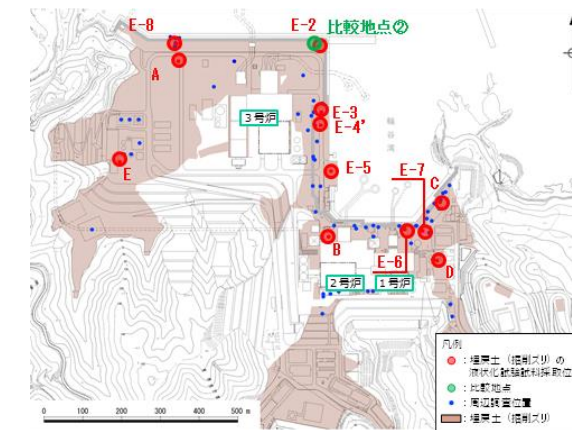 E-8
E-2
比較地点②
A
3号炉
E-3
E-4'
E-5
E-7
C
E
B
E-6
D
2号炉
1号炉
凡例
:埋戻土(掘削ズリ)の
液状化試験試料採取位
:比較地点
:周辺調査位置
:埋戻土(掘削ズリ)
0 100 200 300 400 500 m